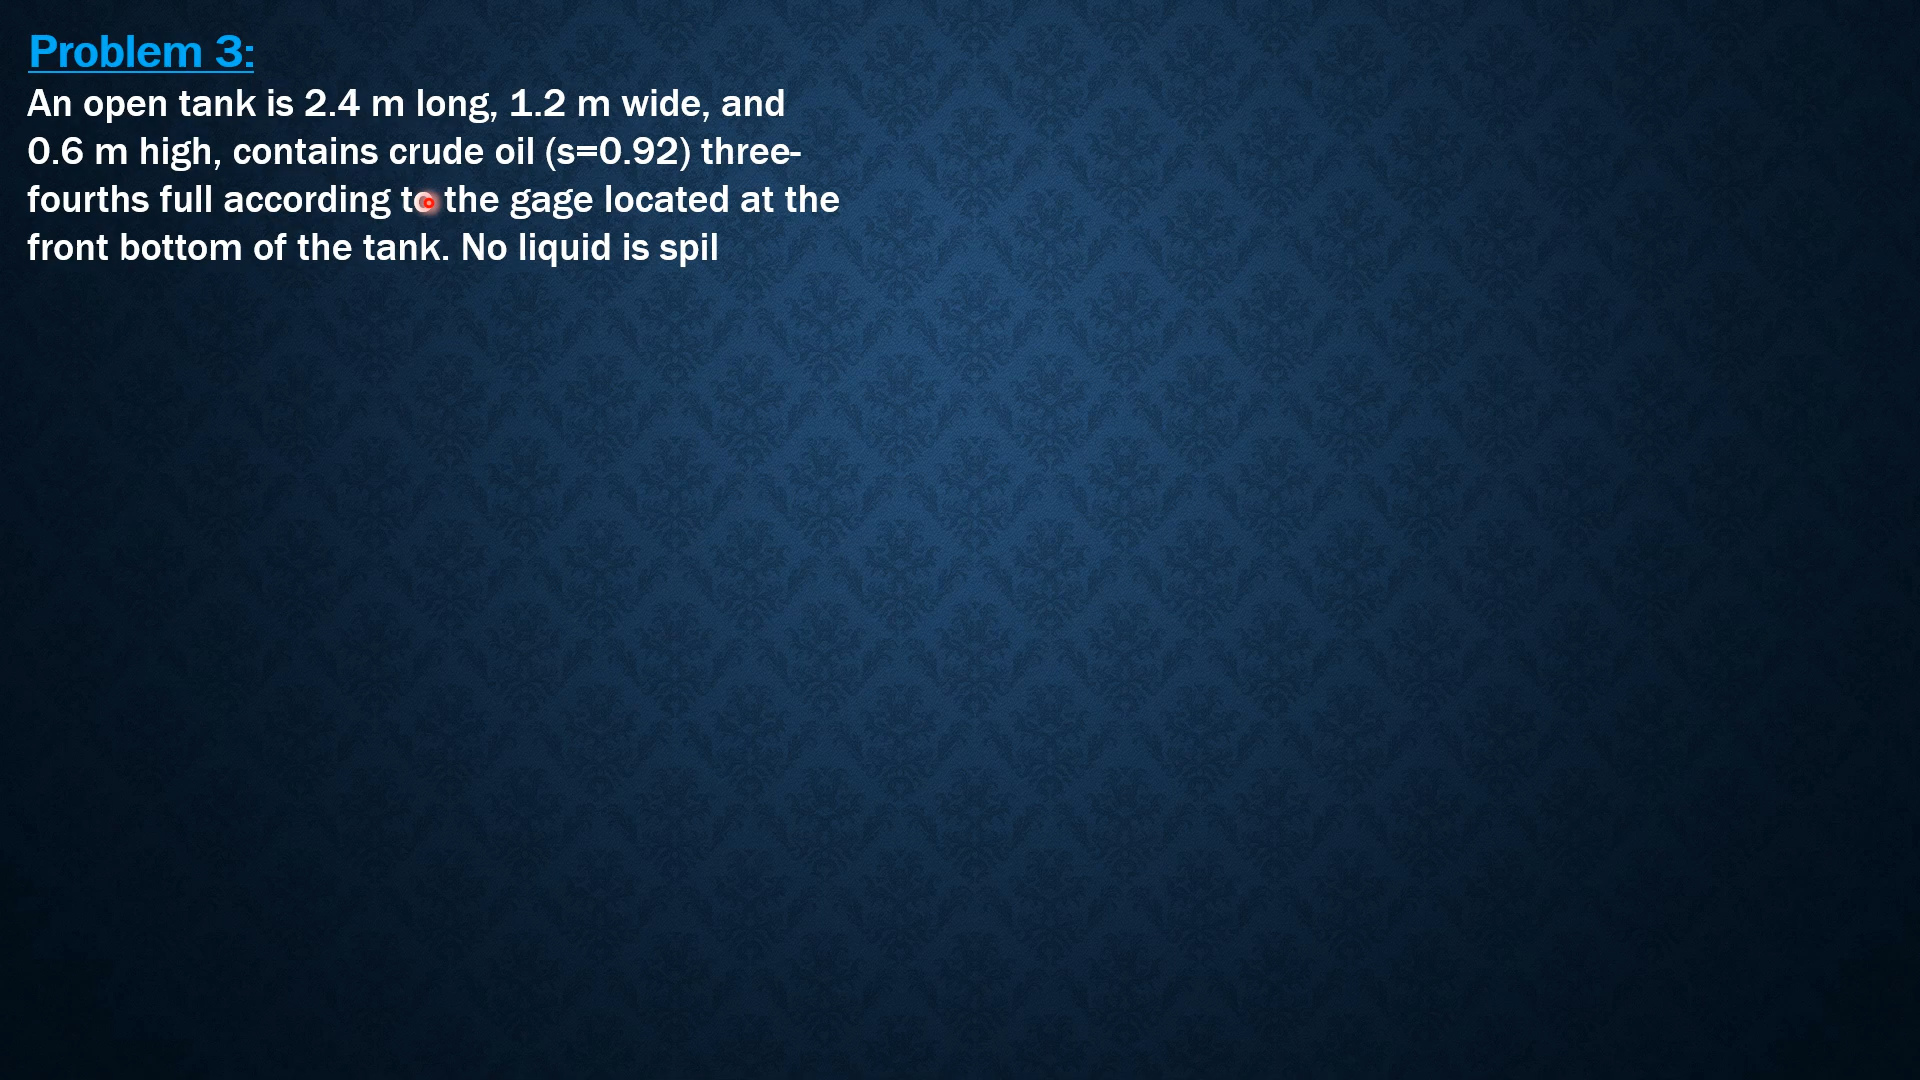 Problem 3:
An open tank is 2.4 m long, 1.2 m wide, and
0.6 m high, contains crude oil (s=0.92) three-
fourths full according to the gage located at the
front bottom of the tank. No liquid is spil